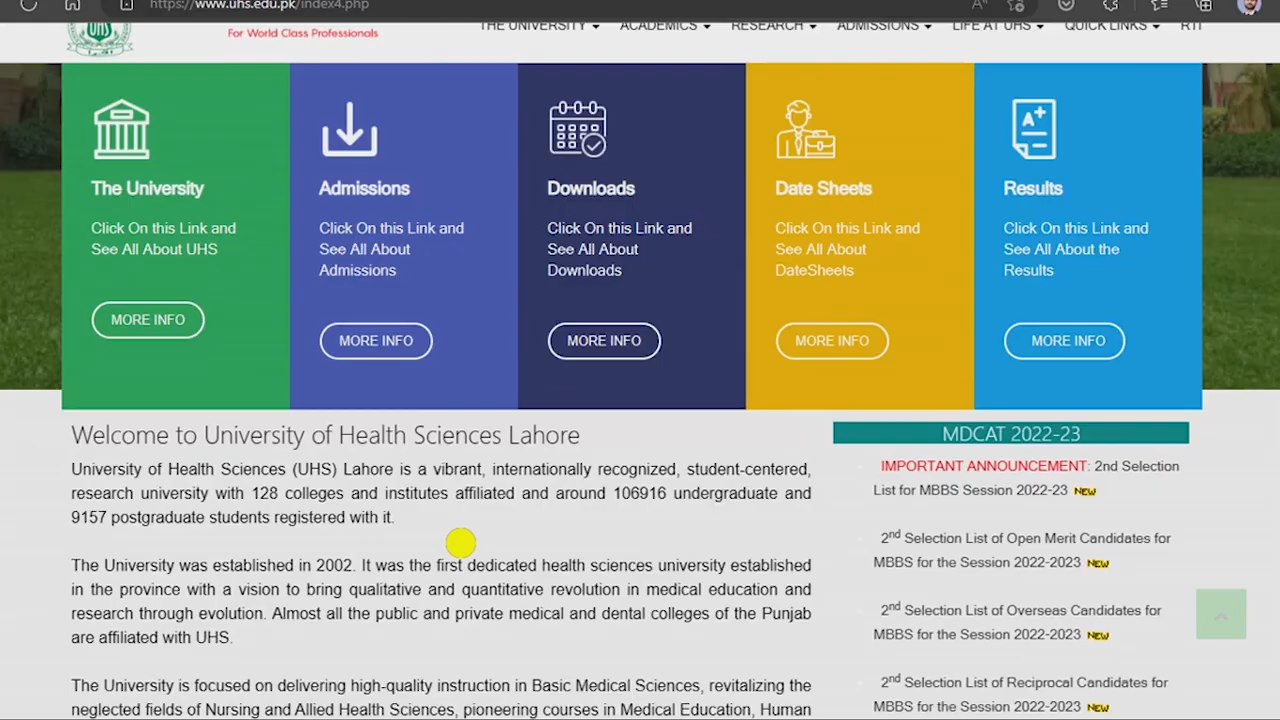 https://www.uhs.edu.pk/index4.php
UHS
For World Class Professionals
THE UNIVERSITY
ACADEMICS
RESEARCH
ADMISSIONS
LIFE AT UHS
QUICK LINKS
RTI
The University
Click On this Link and
See All About UHS
MORE INFO
Admissions
Click On this Link and
See All About
Admissions
MORE INFO
Downloads
Click On this Link and
See All About
Downloads
MORE INFO
Date Sheets
Click On this Link and
See All About
DateSheets
MORE INFO
A+
Results
Click On this Link and
See All About the
Results
MORE INFO
Welcome to University of Health Sciences Lahore
University of Health Sciences (UHS) Lahore is a vibrant, internationally recognized, student-centered,
research university with 128 colleges and institutes affiliated and around 106916 undergraduate and
9157 postgraduate students registered with it.
The University was established in 2002. It was the first dedicated health sciences university established
in the province with a vision to bring qualitative and quantitative revolution in medical education and
research through evolution. Almost all the public and private medical and dental colleges of the Punjab
are affiliated with UHS.
The University is focused on delivering high-quality instruction in Basic Medical Sciences, revitalizing the
neglected fields of Nursing and Allied Health Sciences, pioneering courses in Medical Education, Human
MDCAT 2022-23
IMPORTANT ANNOUNCEMENT: 2nd Selection
List for MBBS Session 2022-23 NEW
2nd Selection List of Open Merit Candidates for
MBBS for the Session 2022-2023 NEW
2nd Selection List of Overseas Candidates for
MBBS for the Session 2022-2023 NEW
2nd Selection List of Reciprocal Candidates for
MBBS for the Session 2022-2023 NEW